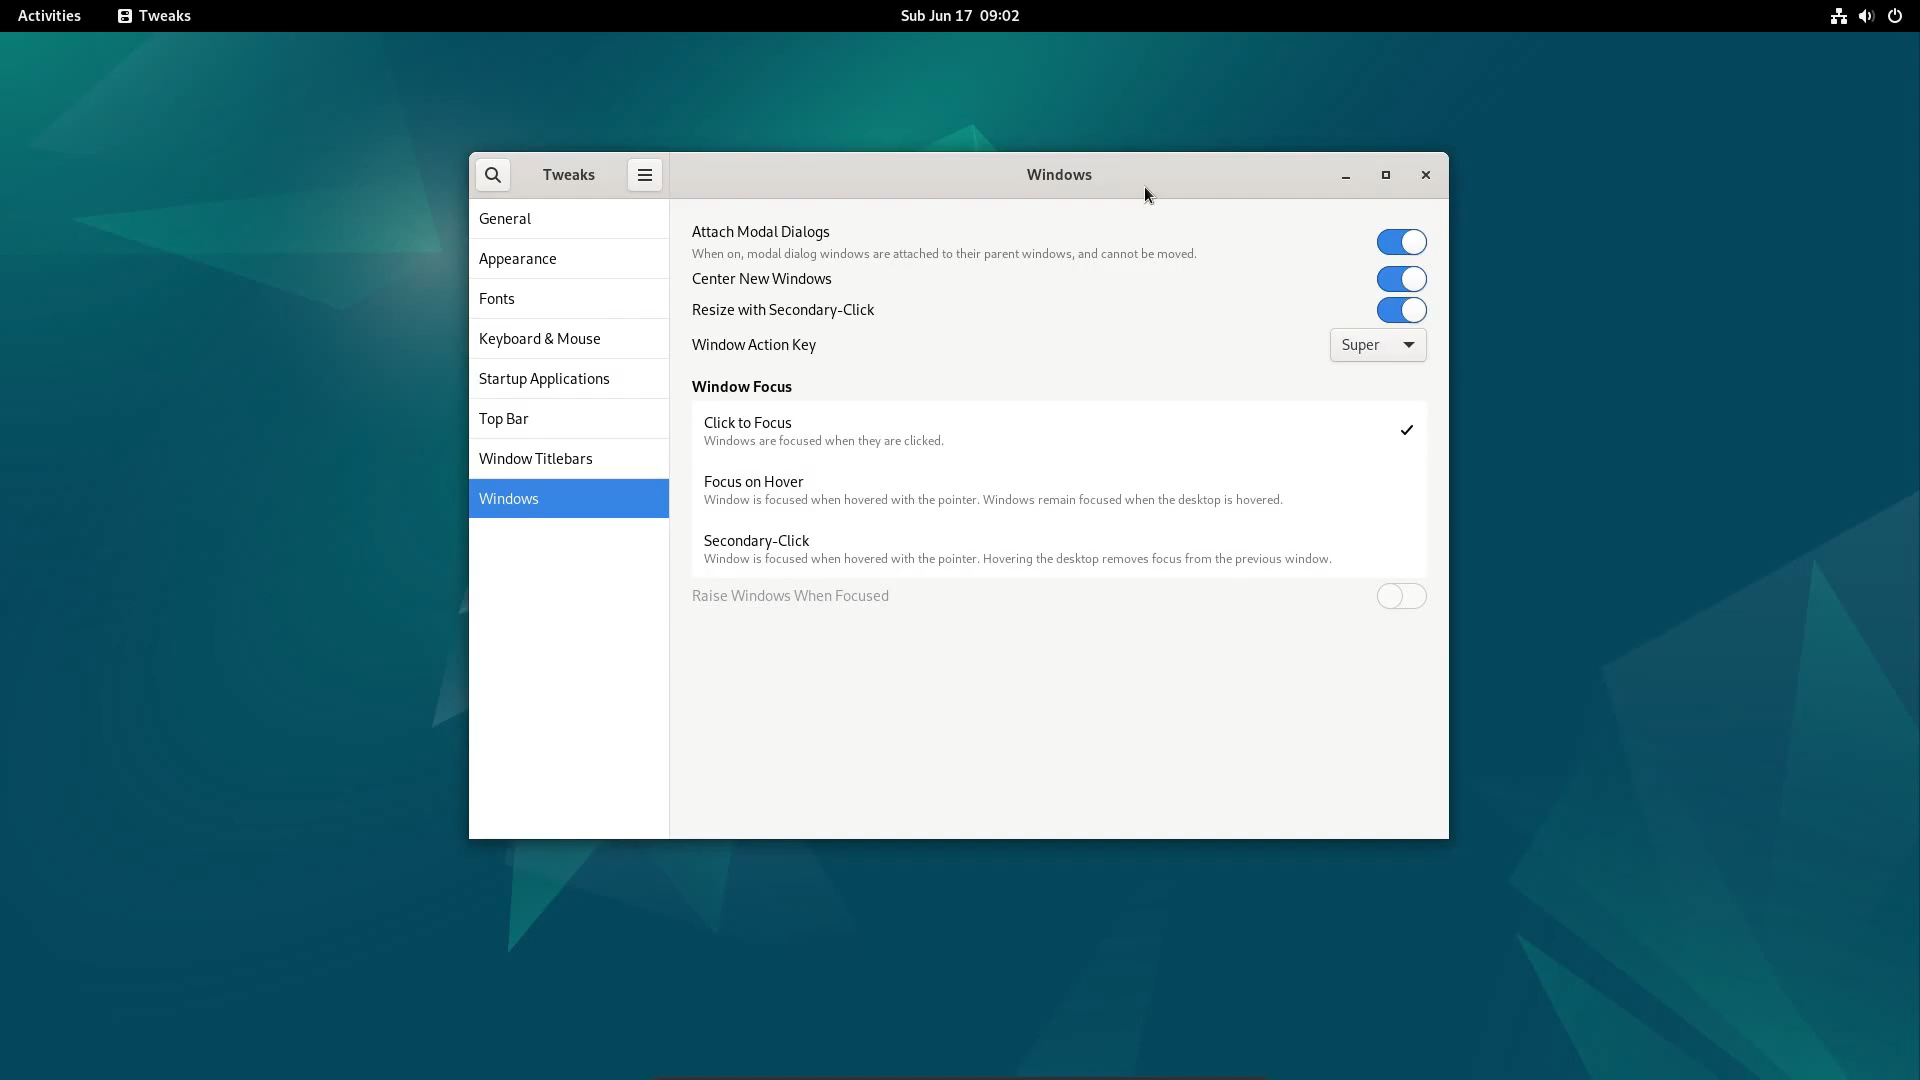 Activities Tweaks Sub Jun 17 09:02
Tweaks Windows
General
Appearance
Fonts
Keyboard & Mouse
Startup Applications
Top Bar
Window Titlebars
Windows
Attach Modal Dialogs
When on, modal dialog windows are attached to their parent windows, and cannot be moved.
Center New Windows
Resize with Secondary-Click
Window Action Key Super
Window Focus
Click to Focus
Windows are focused when they are clicked.
Focus on Hover
Window is focused when hovered with the pointer. Windows remain focused when the desktop is hovered.
Secondary-Click
Window is focused when hovered with the pointer. Hovering the desktop removes focus from the previous window.
Raise Windows When Focused